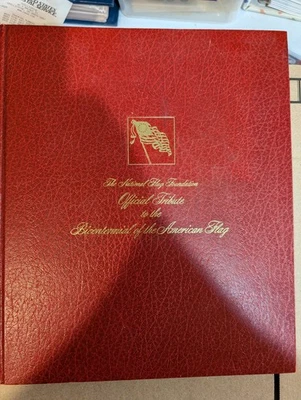 The National Flag Foundation
Official Tribute
to the
Bicentennial of the American Flag